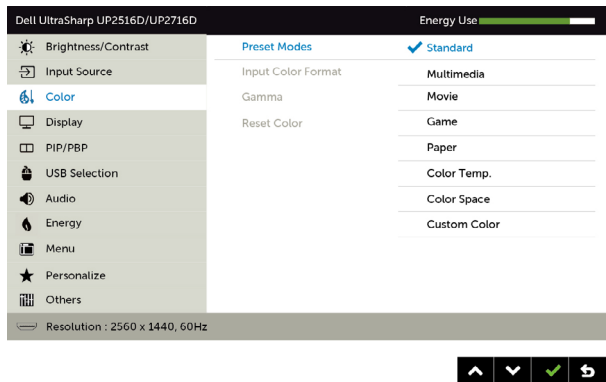 Dell UltraSharp UP2516D/UP2716D Energy Use
Brightness/Contrast Preset Modes Standard
Input Source Input Color Format Multimedia
Color Gamma Movie
Display Reset Color Game
PIP/PBP Paper
USB Selection Color Temp.
Audio Color Space
Energy Custom Color
Menu
Personalize
Others
Resolution : 2560 x 1440, 60Hz